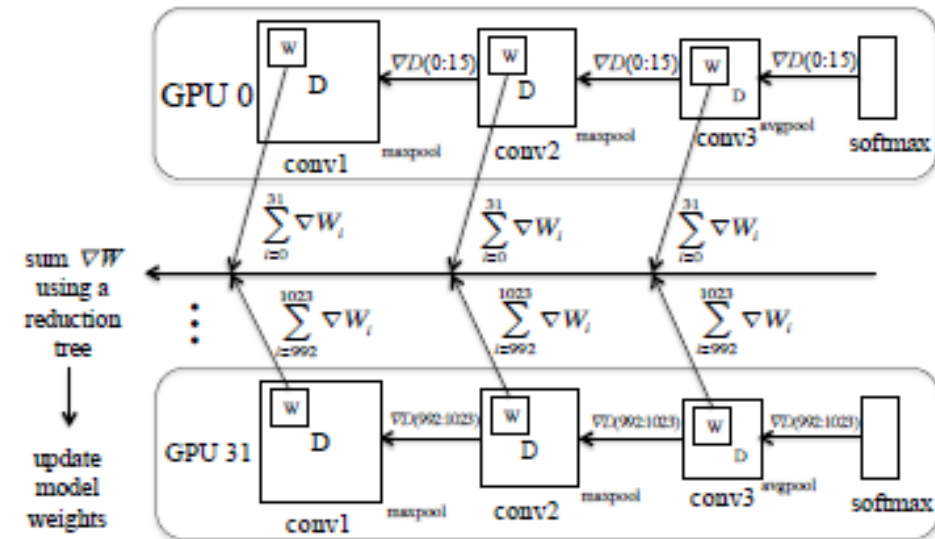 GPU 0
W
D
conv1
maxpool
∇D(0:15)
W
D
conv2
maxpool
∇D(0:15)
W
D
conv3
avgpool
∇D(0:15)
softmax
31
∑ ∇W_i
i=0
31
∑ ∇W_i
i=0
31
∑ ∇W_i
i=0
sum ∇W
using a
reduction
tree
update
model
weights
1023
∑ ∇W_i
i=992
1023
∑ ∇W_i
i=992
1023
∑ ∇W_i
i=992
GPU 31
W
D
conv1
maxpool
∇D(992:1023)
W
D
conv2
maxpool
∇D(992:1023)
W
D
conv3
avgpool
∇D(992:1023)
softmax